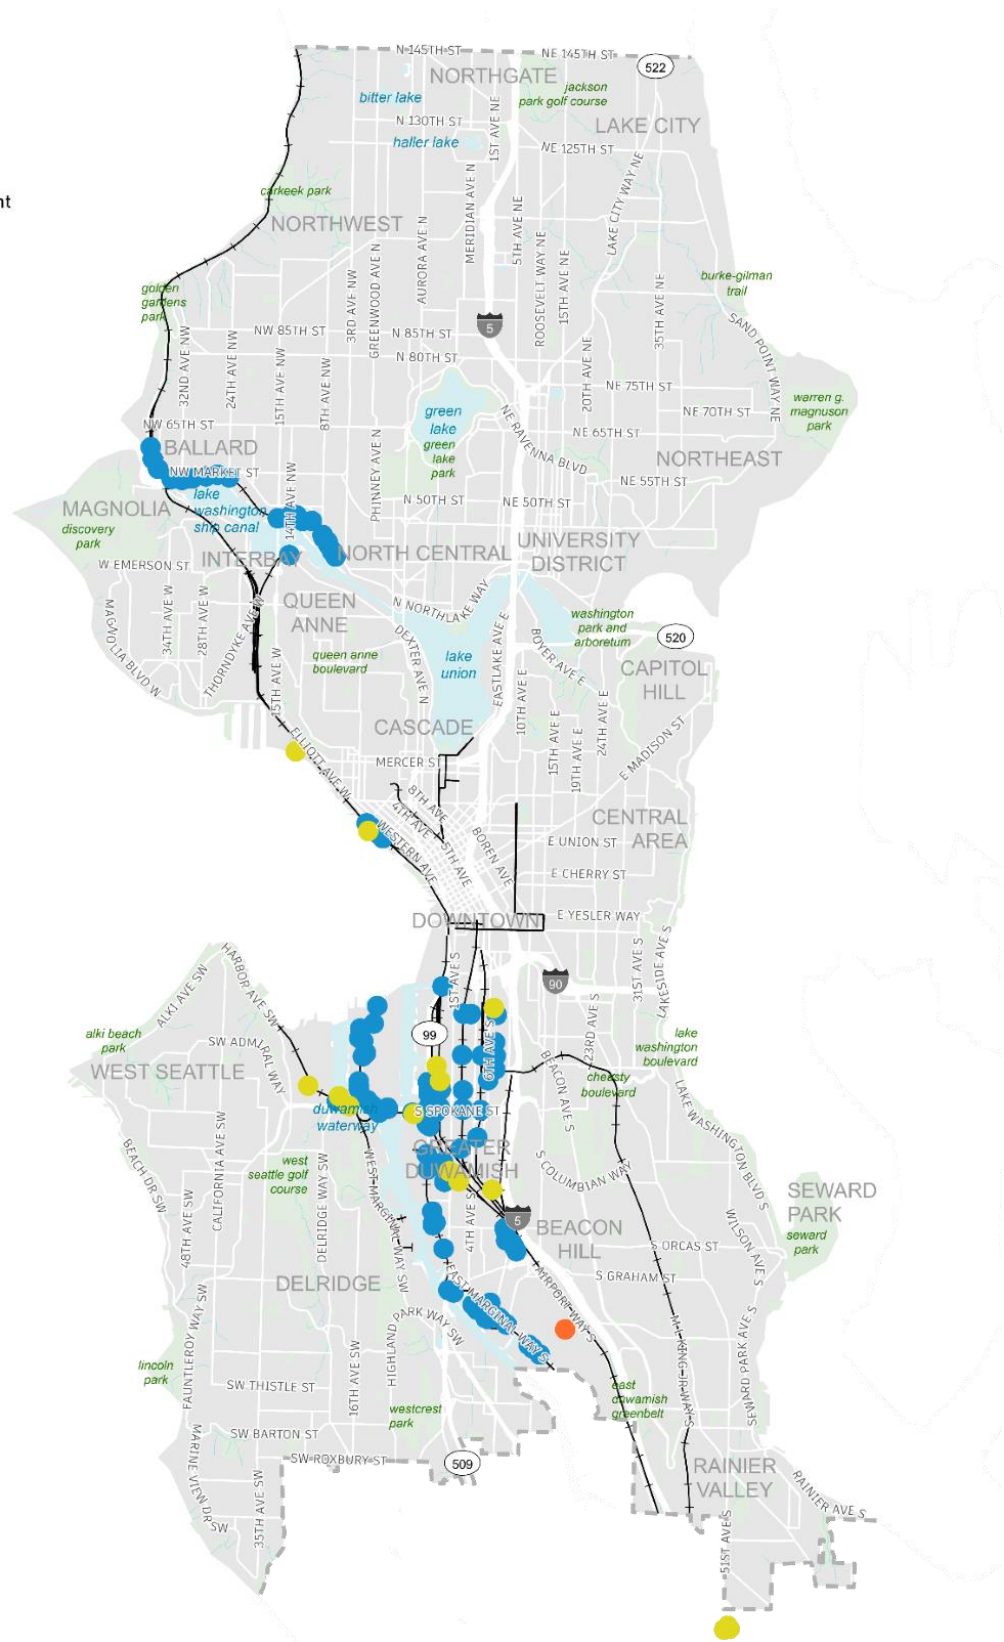 N 145TH ST
NE 145TH ST
522
NORTHGATE
jackson
park golf course
bitter lake
N 130TH ST
1ST AVE NE
LAKE CITY
haller lake
NE 125TH ST
nt
carkeek park
NORTHWEST
MERIDIAN AVE N
5TH AVE NE
LAKE CITY WAY NE
AURORA AVE N
GREENWOOD AVE N
3RD AVE NW
ROOSEVELT WAY NE
15TH AVE NE
35TH AVE NE
burke-gilman
trail
golden
gardens
park
SAND POINT WAY NE
NW 85TH ST
N 85TH ST
5
N 80TH ST
32ND AVE NW
24TH AVE NW
15TH AVE NW
8TH AVE NW
20TH AVE NE
NE 75TH ST
warren g.
magnuson
park
NE 70TH ST
green
lake
green
lake
park
NE RAVENNA BLVD
NW 65TH ST
NE 65TH ST
BALLARD
NORTHEAST
NW MARKET ST
PHINNEY AVE N
NE 55TH ST
lake
washington
ship canal
14TH AVE NW
N 50TH ST
NE 50TH ST
MAGNOLIA
discovery
park
UNIVERSITY
DISTRICT
W EMERSON ST
INTERBAY
NORTH CENTRAL
QUEEN
ANNE
N NORTHLAKE WAY
MAGNOLIA BLVD W
34TH AVE W
28TH AVE W
THORNDYKE AVE W
15TH AVE W
queen anne
boulevard
DEXTER AVE N
lake
union
EASTLAKE AVE E
BOYER AVE E
washington
park and
arboretum
520
CAPITOL
HILL
10TH AVE E
15TH AVE E
19TH AVE E
24TH AVE E
E MADISON ST
CASCADE
ELLIOTT AVE W
MERCER ST
8TH AVE
4TH AVE
5TH AVE
BOREN AVE
WESTERN AVE
CENTRAL
AREA
E UNION ST
E CHERRY ST
DOWNTOWN
E YESLER WAY
HARBOR AVE SW
ALKI AVE SW
1ST AVE S
90
31ST AVE S
LAKESIDE AVE S
23RD AVE S
99
6TH AVE S
alki beach
park
SW ADMIRAL WAY
WEST SEATTLE
lake
washington
boulevard
BEACON AVE S
cheesty
boulevard
LAKE WASHINGTON BLVD S
duwamish
waterway
S SPOKANE ST
GREATER
DUWAMISH
BEACH DR SW
CALIFORNIA AVE SW
west
seattle golf
course
DELRIDGE WAY SW
WEST MARGINAL WAY SW
S COLUMBIAN WAY
SEWARD
PARK
seward
park
48TH AVE SW
4TH AVE S
5
BEACON
HILL
S ORCAS ST
WILSON AVE S
DELRIDGE
EAST MARGINAL WAY S
AIRPORT WAY S
S GRAHAM ST
FAUNTLEROY WAY SW
HIGHLAND PARK WAY SW
M L KING JR WAY S
SEWARD PARK AVE S
lincoln
park
16TH AVE SW
SW THISTLE ST
westcrest
park
east
duwamish
greenbelt
SW BARTON ST
MARINE VIEW DR SW
35TH AVE SW
SW ROXBURY ST
509
RAINIER
VALLEY
RAINIER AVE S
51ST AVE S